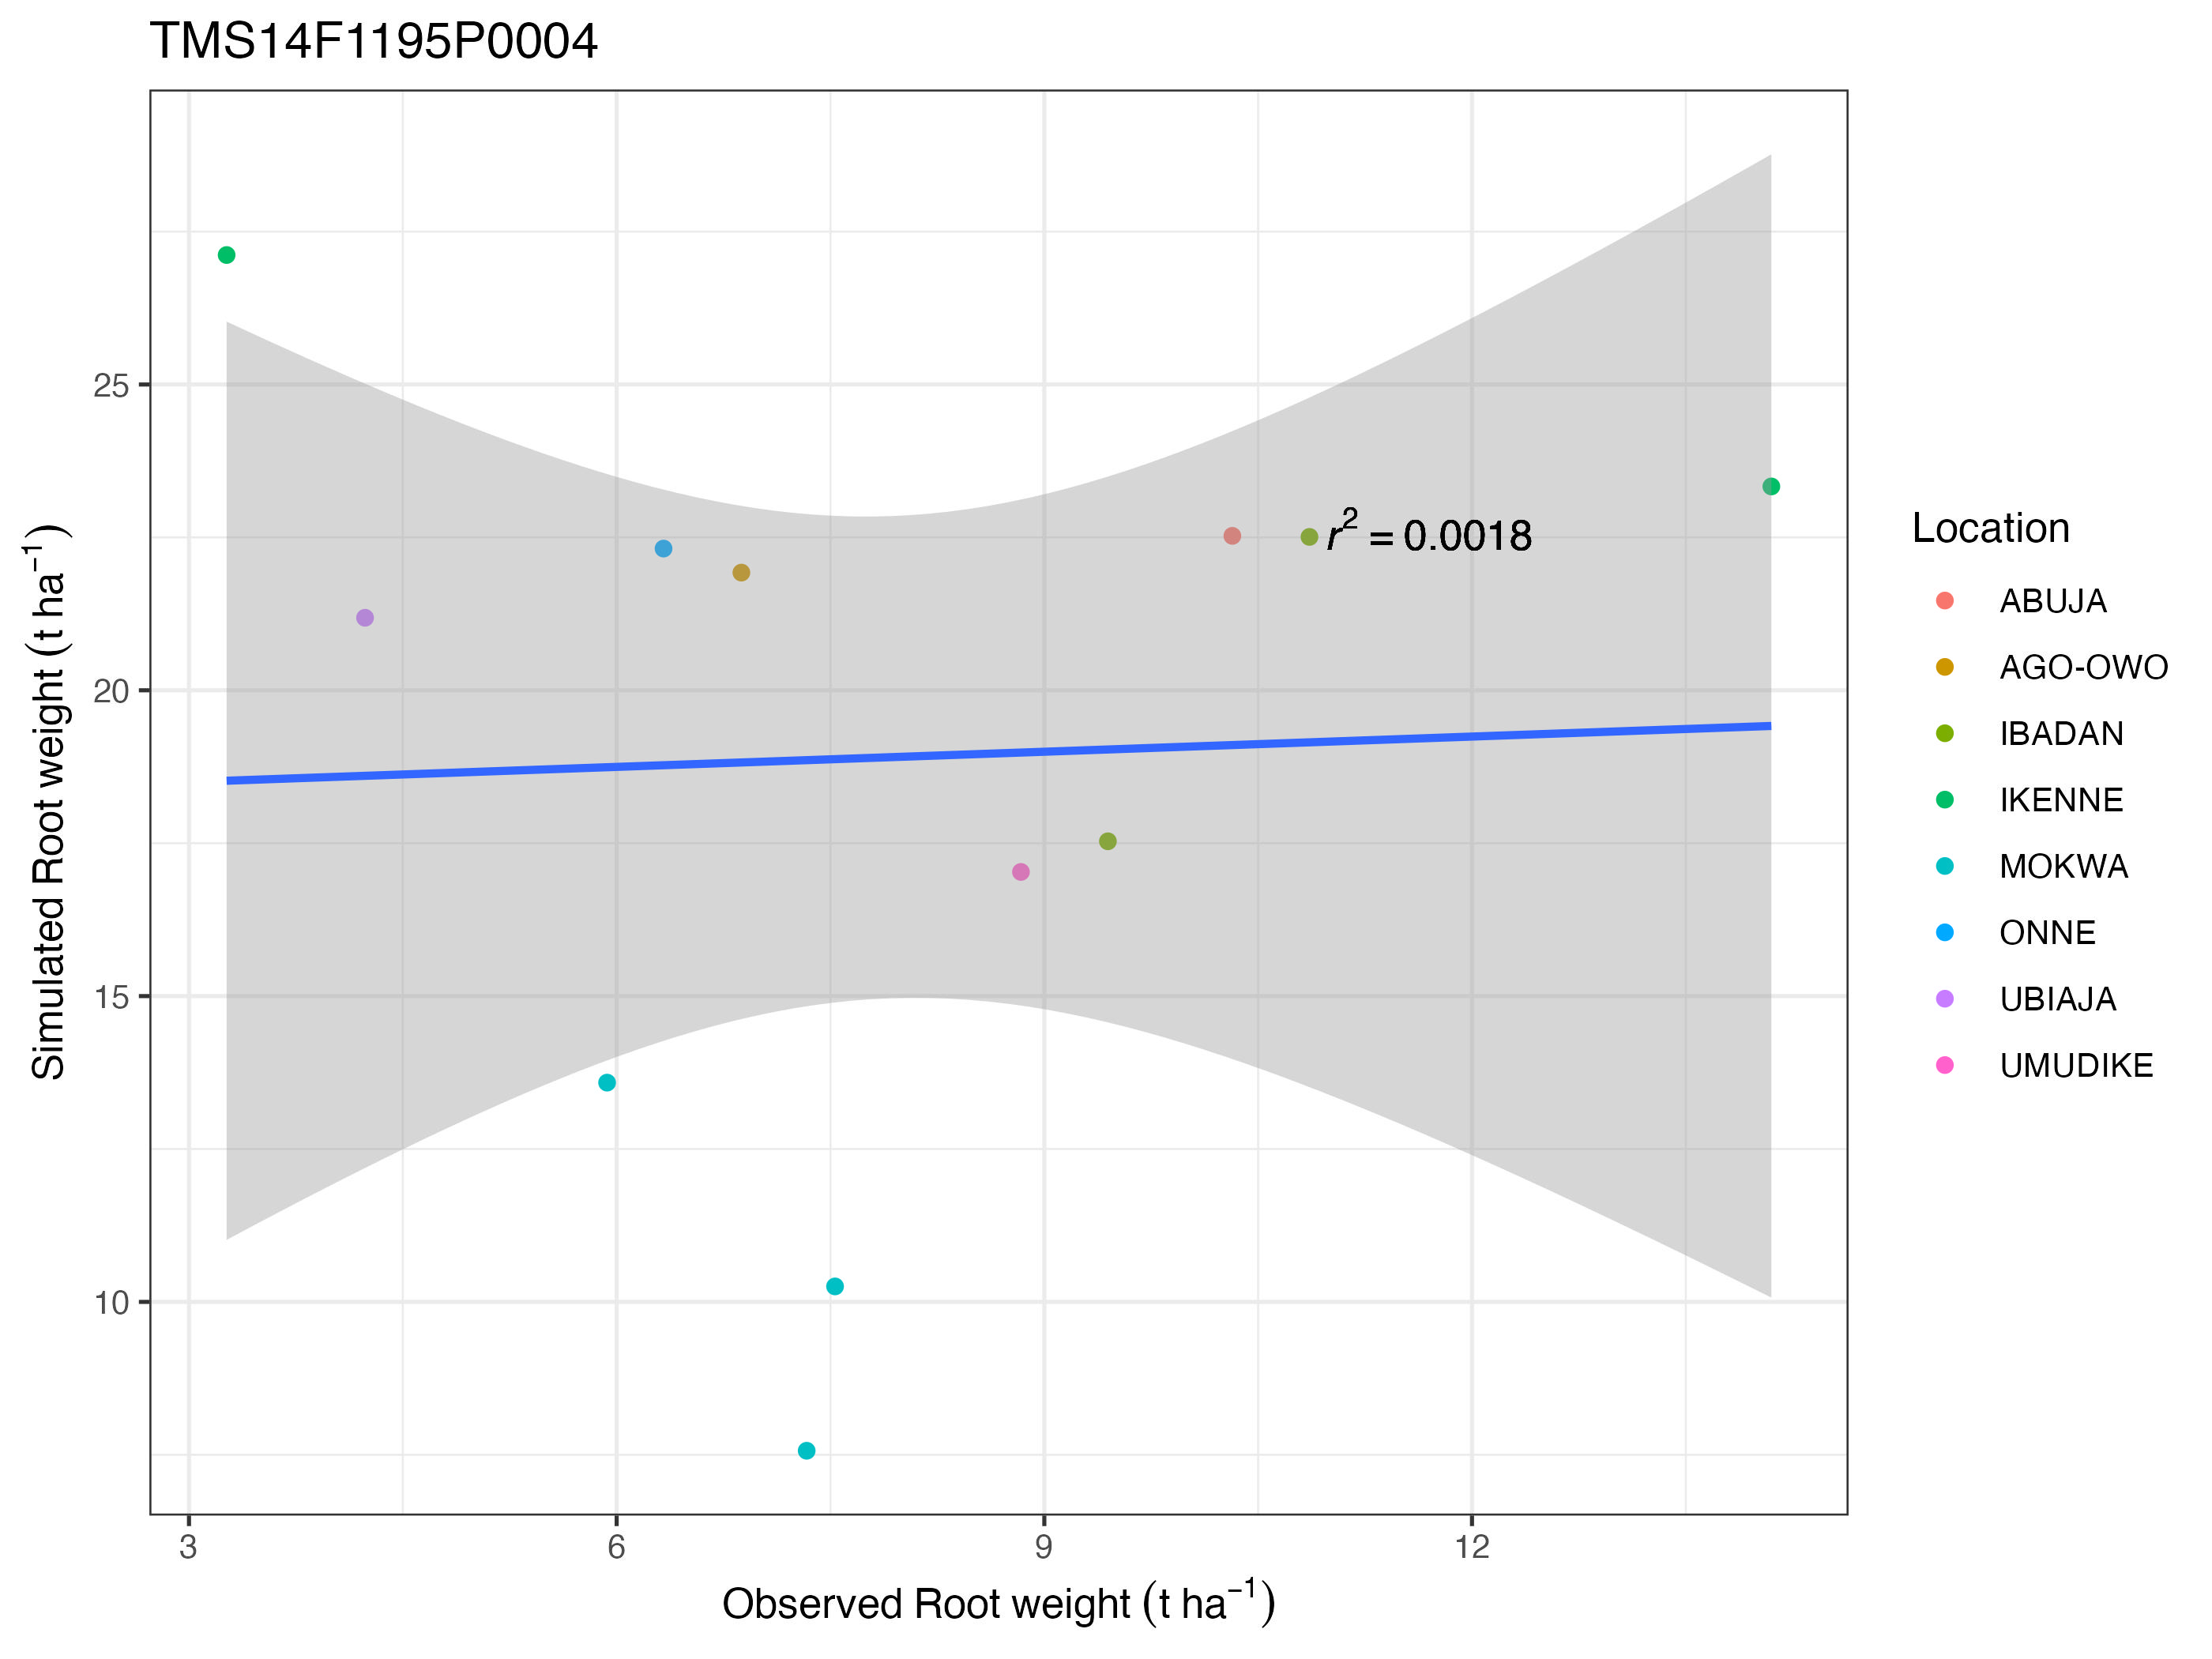 TMS14F1195P0004
Simulated Root weight (t ha⁻¹)
25
20
15
10
r² = 0.0018
3 6 9 12
Observed Root weight (t ha⁻¹)
Location
ABUJA
AGO-OWO
IBADAN
IKENNE
MOKWA
ONNE
UBIAJA
UMUDIKE